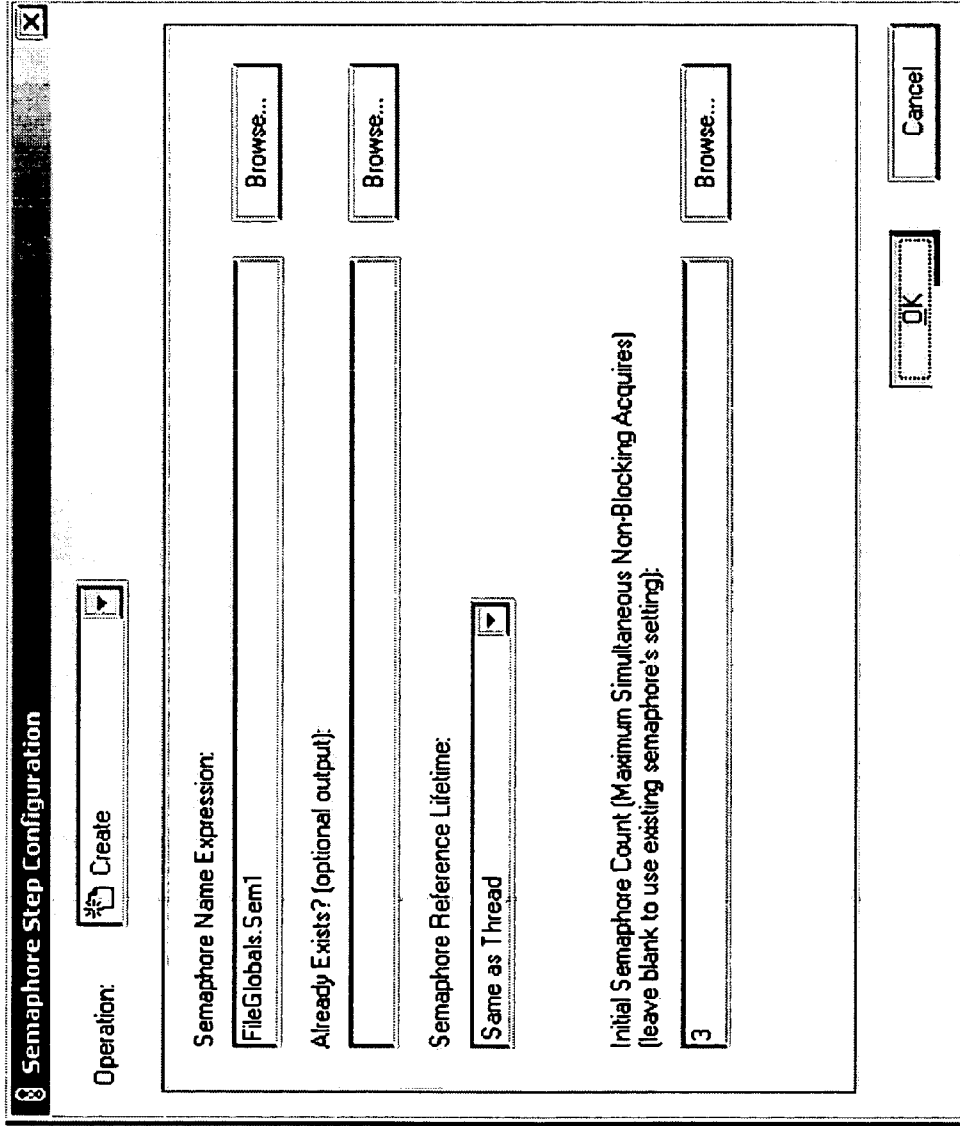 Semaphore Step Configuration
Operation:
Create
Semaphore Name Expression:
FileGlobals.Sem1
Browse...
Already Exists? (optional output):
Browse...
Semaphore Reference Lifetime:
Same as Thread
Initial Semaphore Count (Maximum Simultaneous Non-Blocking Acquires)
(leave blank to use existing semaphore's setting):
3
Browse...
OK
Cancel